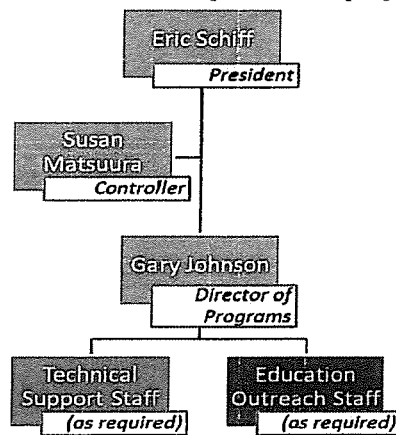 Eric Schiff
President
Susan
Matsuura
Controller
Gary Johnson
Director of
Programs
Technical
Support Staff
(as required)
Education
Outreach Staff
(as required)